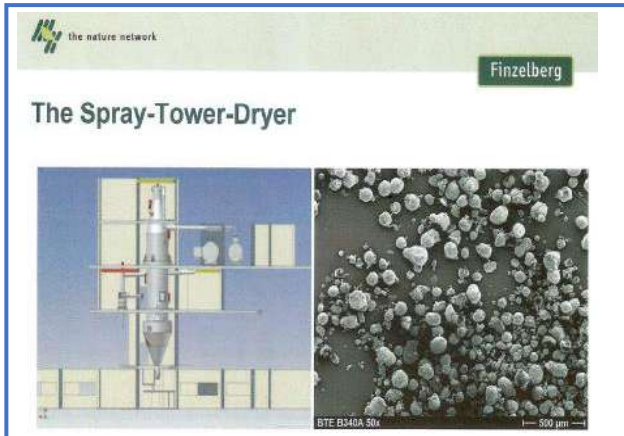 the nature network
Finzelberg
The Spray-Tower-Dryer
BTE B340A 50x
500 µm